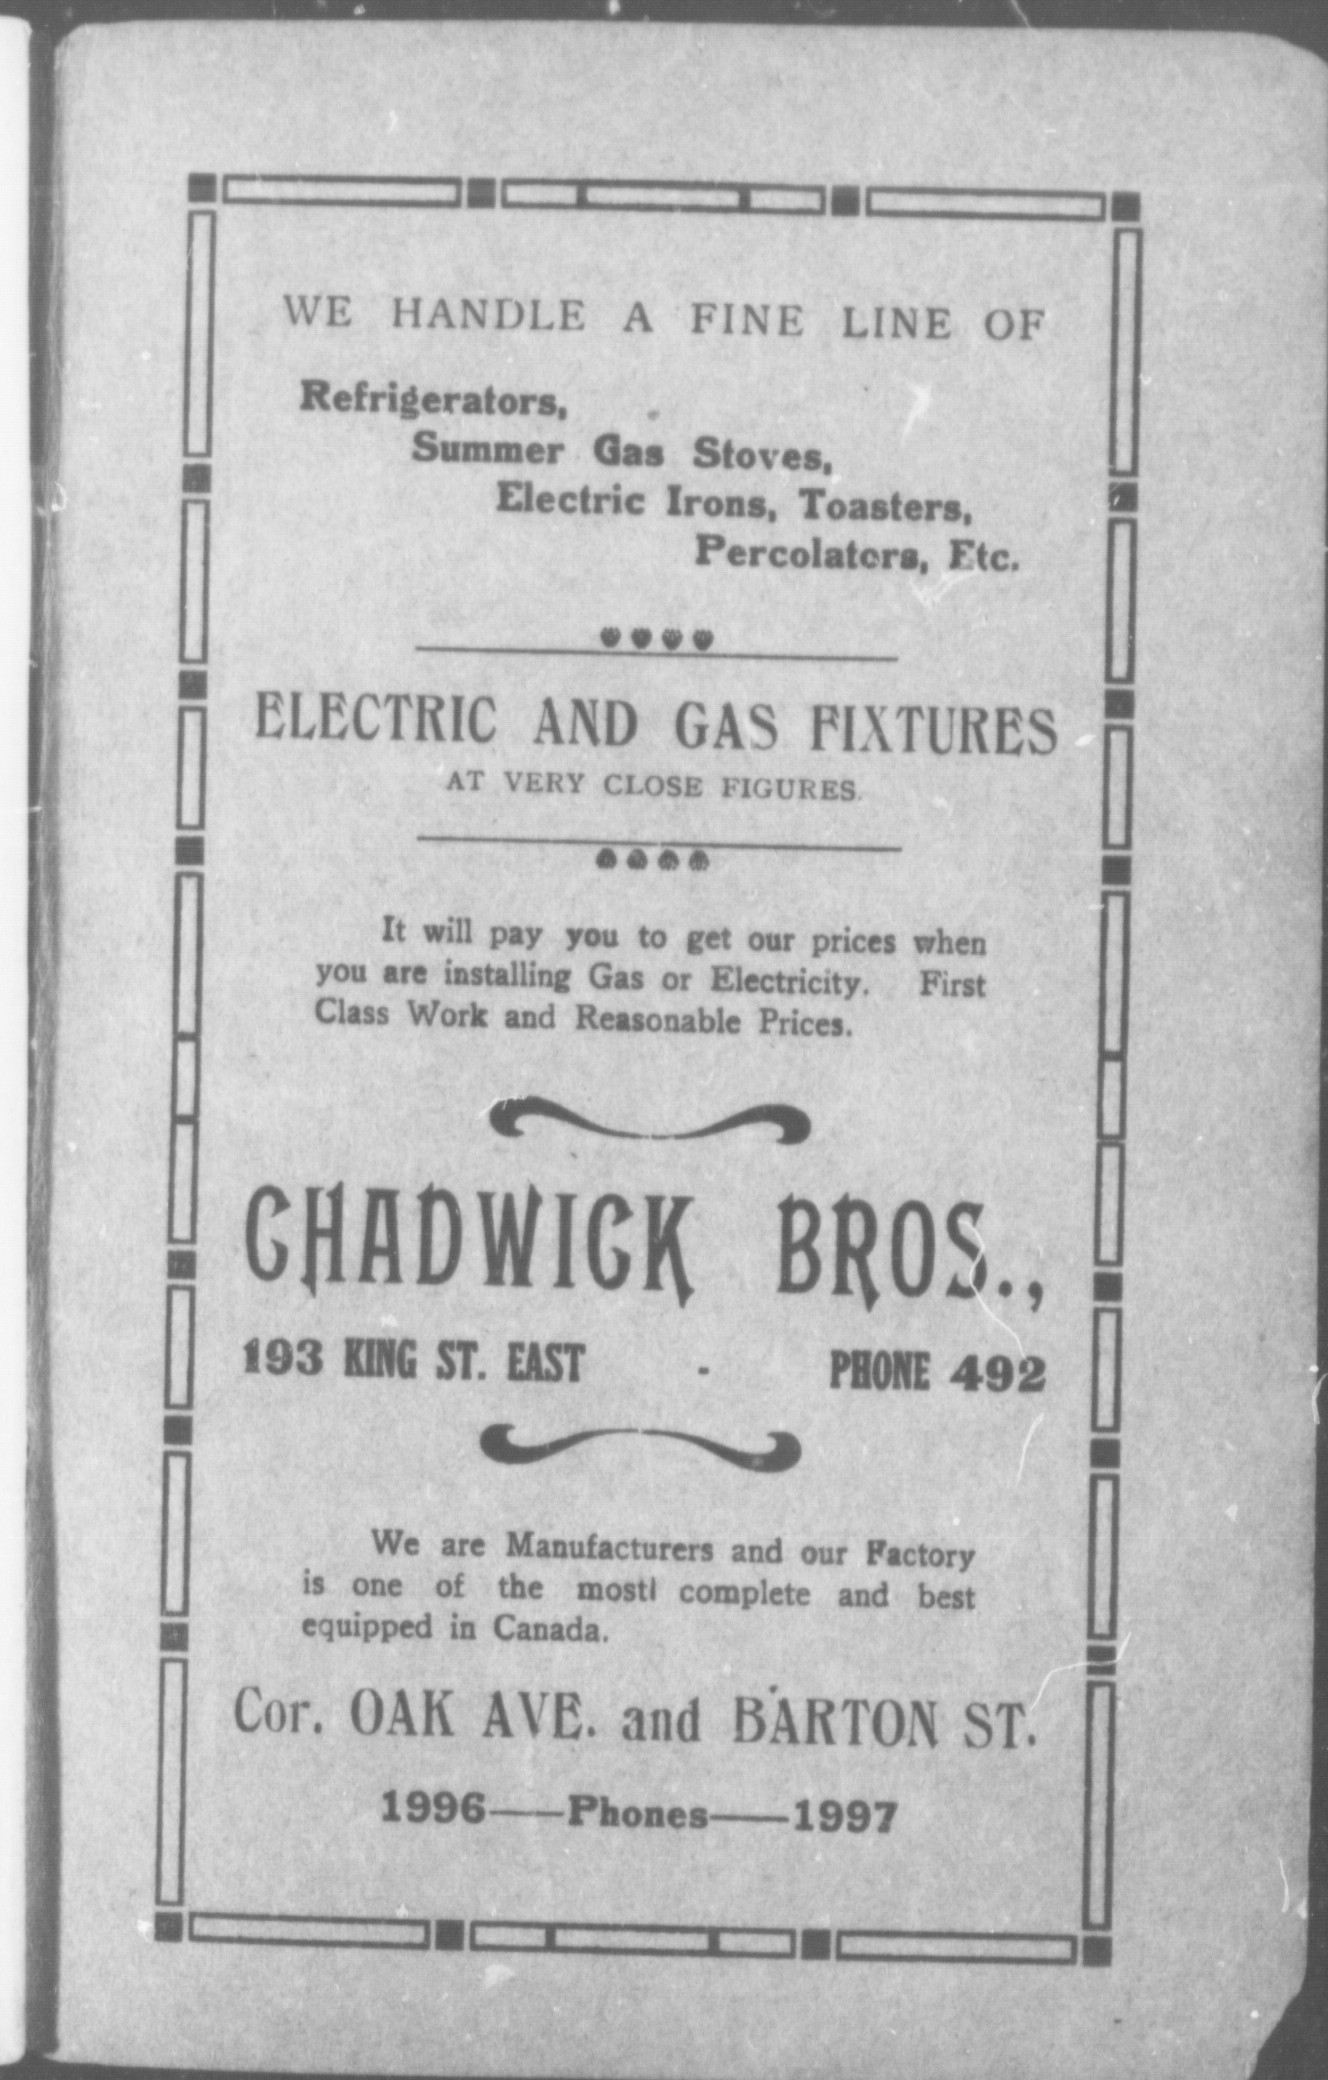 WE HANDLE A FINE LINE OF
Refrigerators,
Summer Gas Stoves,
Electric Irons, Toasters,
Percolators, Etc.
ELECTRIC AND GAS FIXTURES
AT VERY CLOSE FIGURES.
It will pay you to get our prices when
you are installing Gas or Electricity. First
Class Work and Reasonable Prices.
CHADWICK BROS.,
193 KING ST. EAST - PHONE 492
We are Manufacturers and our Factory
is one of the mostl complete and best
equipped in Canada.
Cor. OAK AVE. and BARTON ST.
1996——Phones——1997